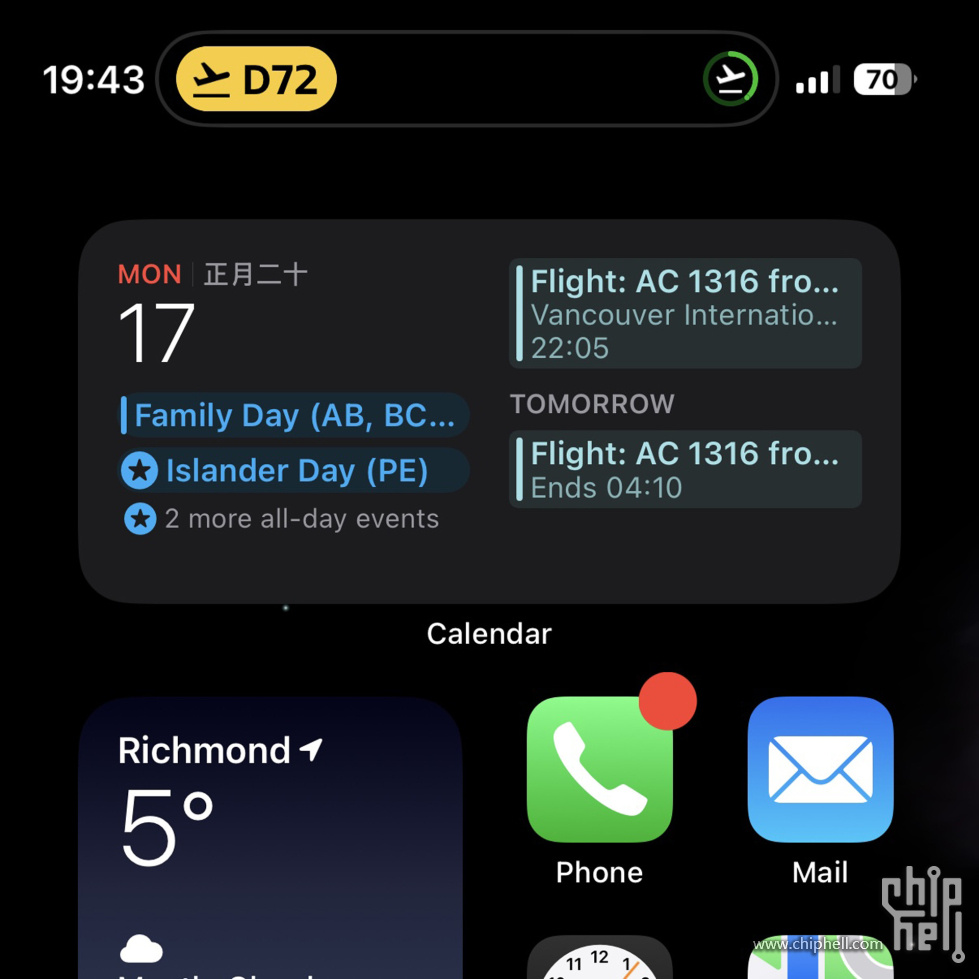 19:43
D72
70
MON
正月二十
17
Family Day (AB, BC...
Islander Day (PE)
2 more all-day events
Flight: AC 1316 fro...
Vancouver Internatio...
22:05
TOMORROW
Flight: AC 1316 fro...
Ends 04:10
Calendar
Richmond
5°
Phone
Mail
11 12 1
chip
hell
www.chiphell.com